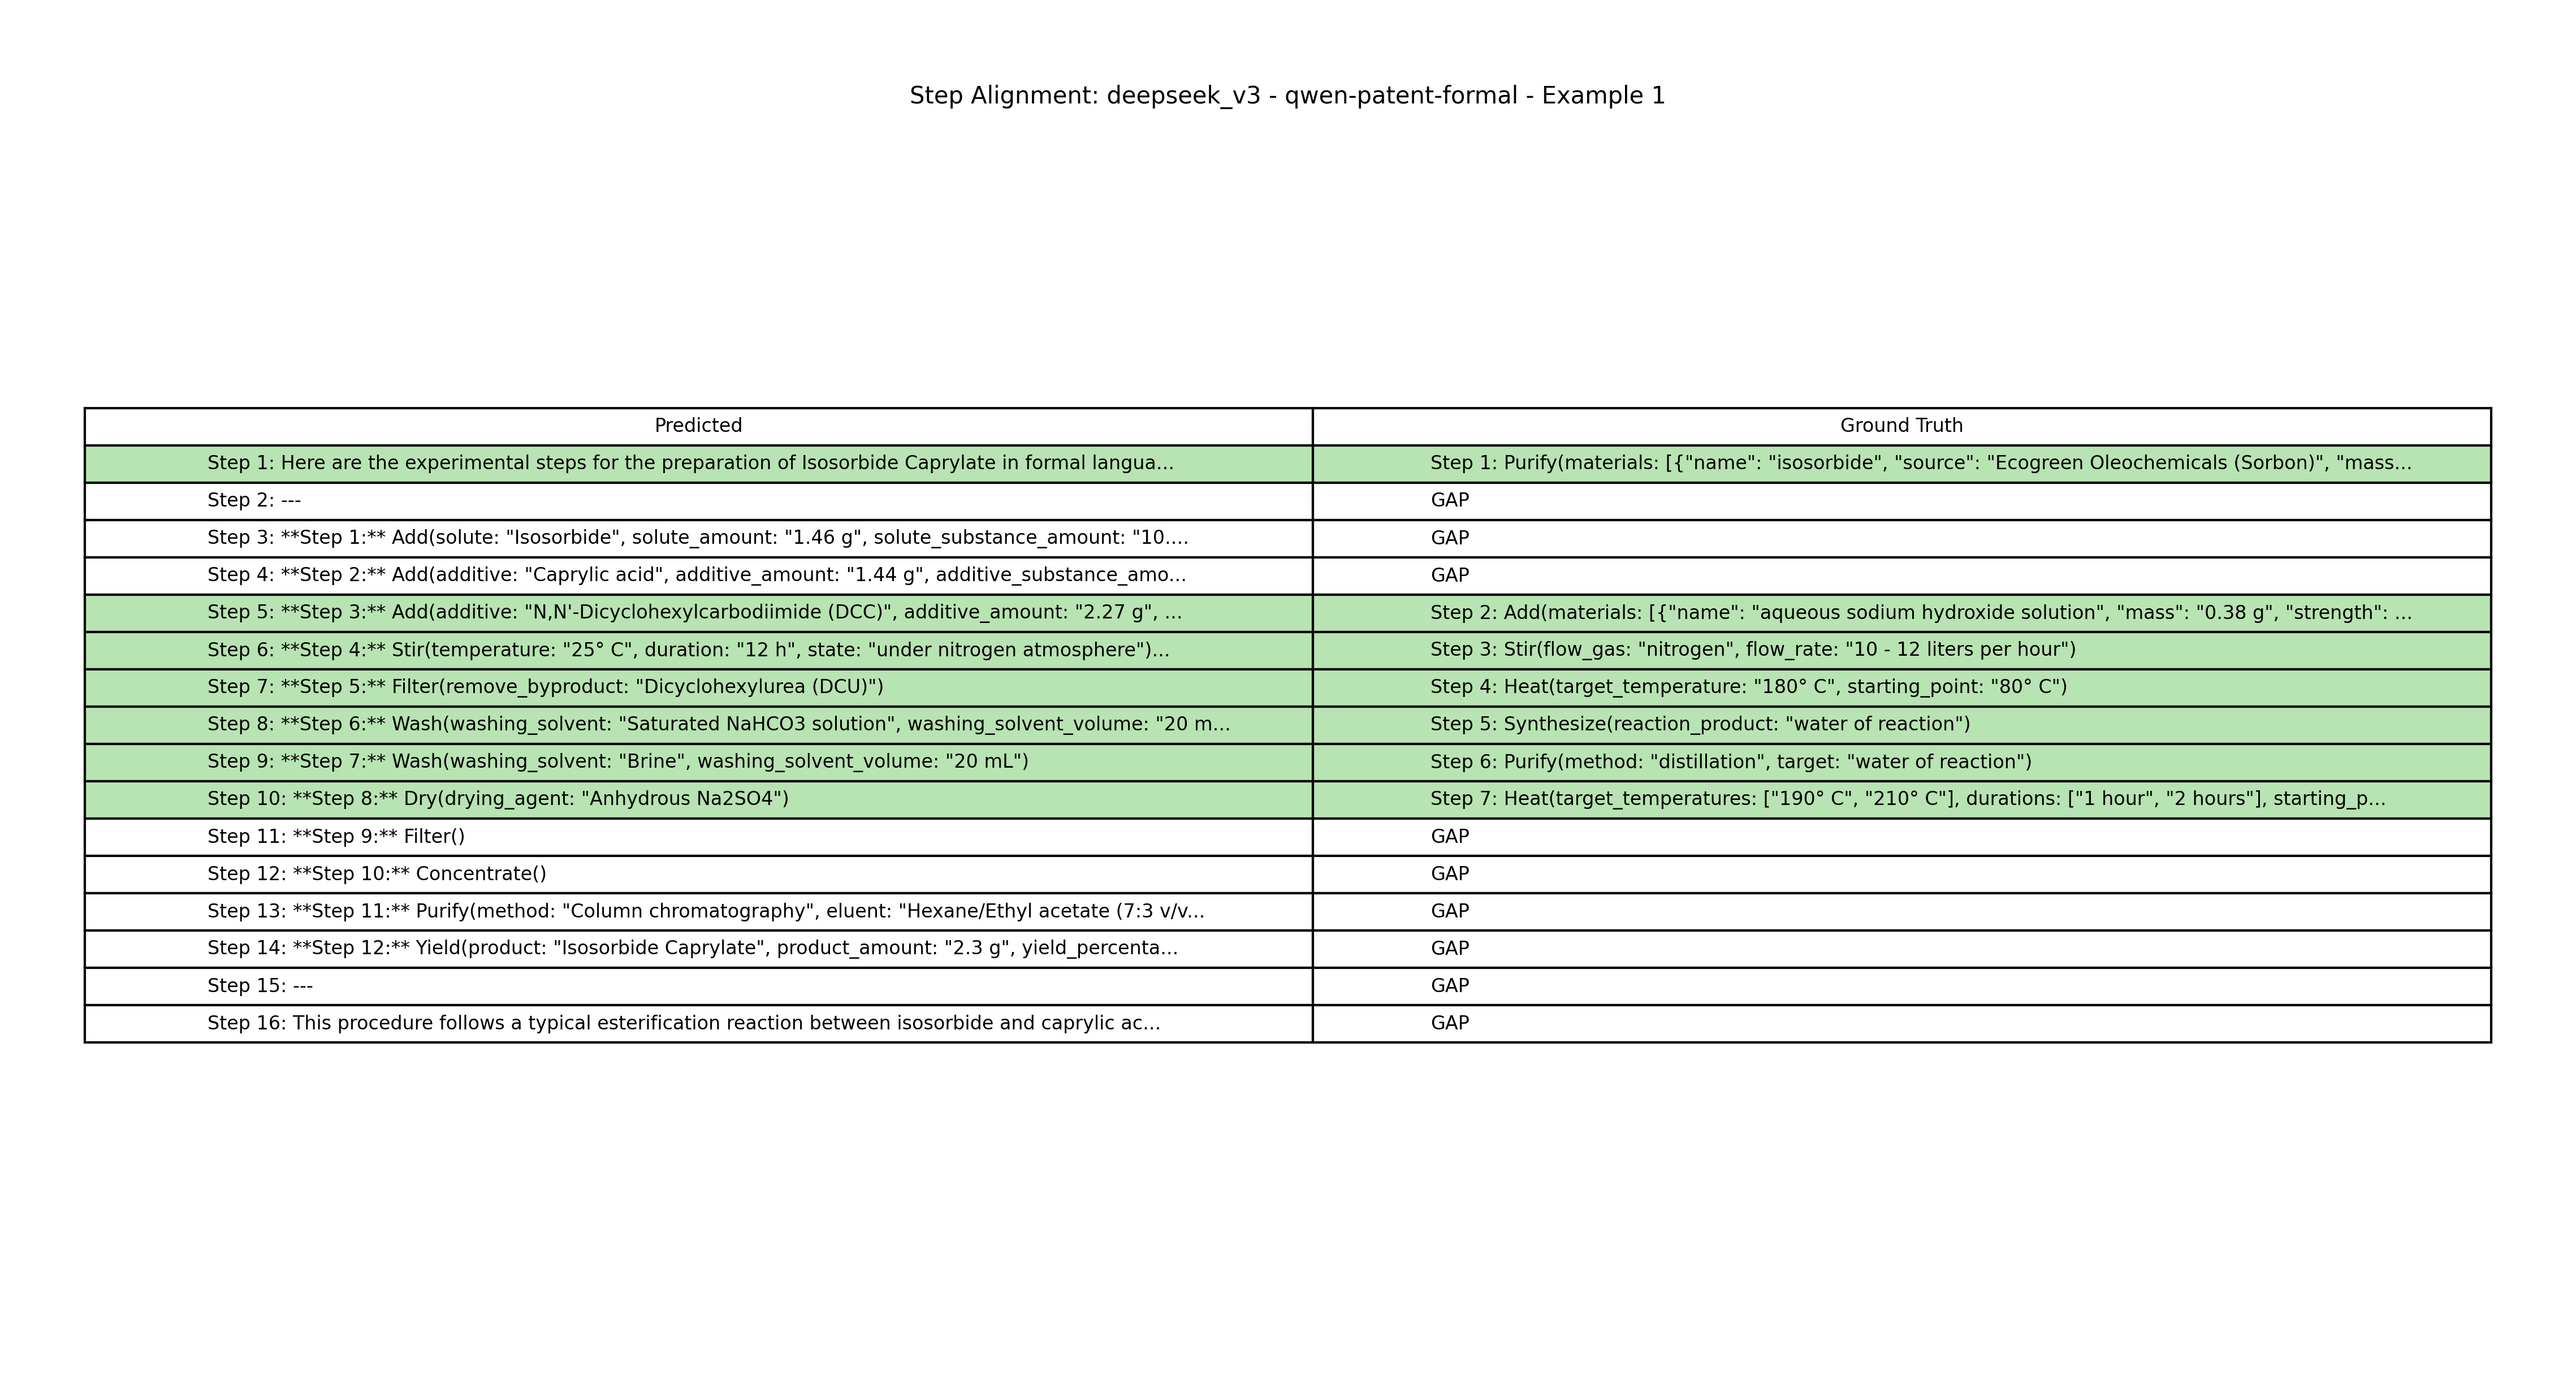 Step Alignment: deepseek_v3 - qwen-patent-formal - Example 1
Predicted Ground Truth
Step 1: Here are the experimental steps for the preparation of Isosorbide Caprylate in formal langua... Step 1: Purify(materials: [{"name": "isosorbide", "source": "Ecogreen Oleochemicals (Sorbon)", "mass...
Step 2: --- GAP
Step 3: **Step 1:** Add(solute: "Isosorbide", solute_amount: "1.46 g", solute_substance_amount: "10.... GAP
Step 4: **Step 2:** Add(additive: "Caprylic acid", additive_amount: "1.44 g", additive_substance_amo... GAP
Step 5: **Step 3:** Add(additive: "N,N'-Dicyclohexylcarbodiimide (DCC)", additive_amount: "2.27 g", ... Step 2: Add(materials: [{"name": "aqueous sodium hydroxide solution", "mass": "0.38 g", "strength": ...
Step 6: **Step 4:** Stir(temperature: "25° C", duration: "12 h", state: "under nitrogen atmosphere")... Step 3: Stir(flow_gas: "nitrogen", flow_rate: "10 - 12 liters per hour")
Step 7: **Step 5:** Filter(remove_byproduct: "Dicyclohexylurea (DCU)") Step 4: Heat(target_temperature: "180° C", starting_point: "80° C")
Step 8: **Step 6:** Wash(washing_solvent: "Saturated NaHCO3 solution", washing_solvent_volume: "20 m... Step 5: Synthesize(reaction_product: "water of reaction")
Step 9: **Step 7:** Wash(washing_solvent: "Brine", washing_solvent_volume: "20 mL") Step 6: Purify(method: "distillation", target: "water of reaction")
Step 10: **Step 8:** Dry(drying_agent: "Anhydrous Na2SO4") Step 7: Heat(target_temperatures: ["190° C", "210° C"], durations: ["1 hour", "2 hours"], starting_p...
Step 11: **Step 9:** Filter() GAP
Step 12: **Step 10:** Concentrate() GAP
Step 13: **Step 11:** Purify(method: "Column chromatography", eluent: "Hexane/Ethyl acetate (7:3 v/v... GAP
Step 14: **Step 12:** Yield(product: "Isosorbide Caprylate", product_amount: "2.3 g", yield_percenta... GAP
Step 15: --- GAP
Step 16: This procedure follows a typical esterification reaction between isosorbide and caprylic ac... GAP